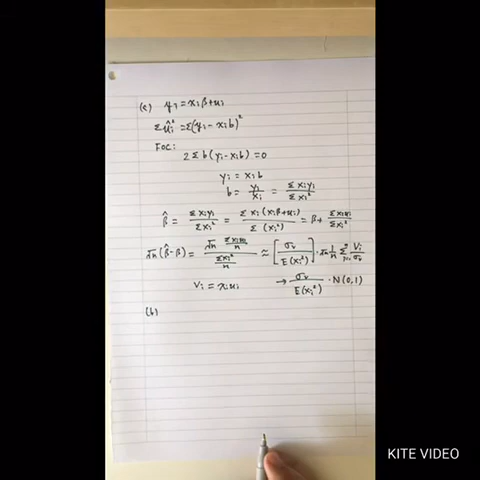 (c) yᵢ = xᵢβ + uᵢ
Σûᵢ² = Σ(yᵢ - xᵢb)²
FOC:
2Σb(yᵢ - xᵢb) = 0
yᵢ = xᵢb
b = yᵢ/xᵢ = Σxᵢyᵢ/Σxᵢ²
β̂ = Σxᵢyᵢ/Σxᵢ² = Σxᵢ(xᵢβ+uᵢ)/Σ(xᵢ²) = β + Σxᵢuᵢ/Σxᵢ²
√n(β̂-β) = (√n Σxᵢuᵢ/n)/(Σxᵢ²/n) ≈ [σᵥ/E(xᵢ²)] · √n 1/n Σ Vᵢ/σᵥ
Vᵢ = xᵢuᵢ → σᵥ/E(xᵢ²) · N(0,1)
(b)
KITE VIDEO